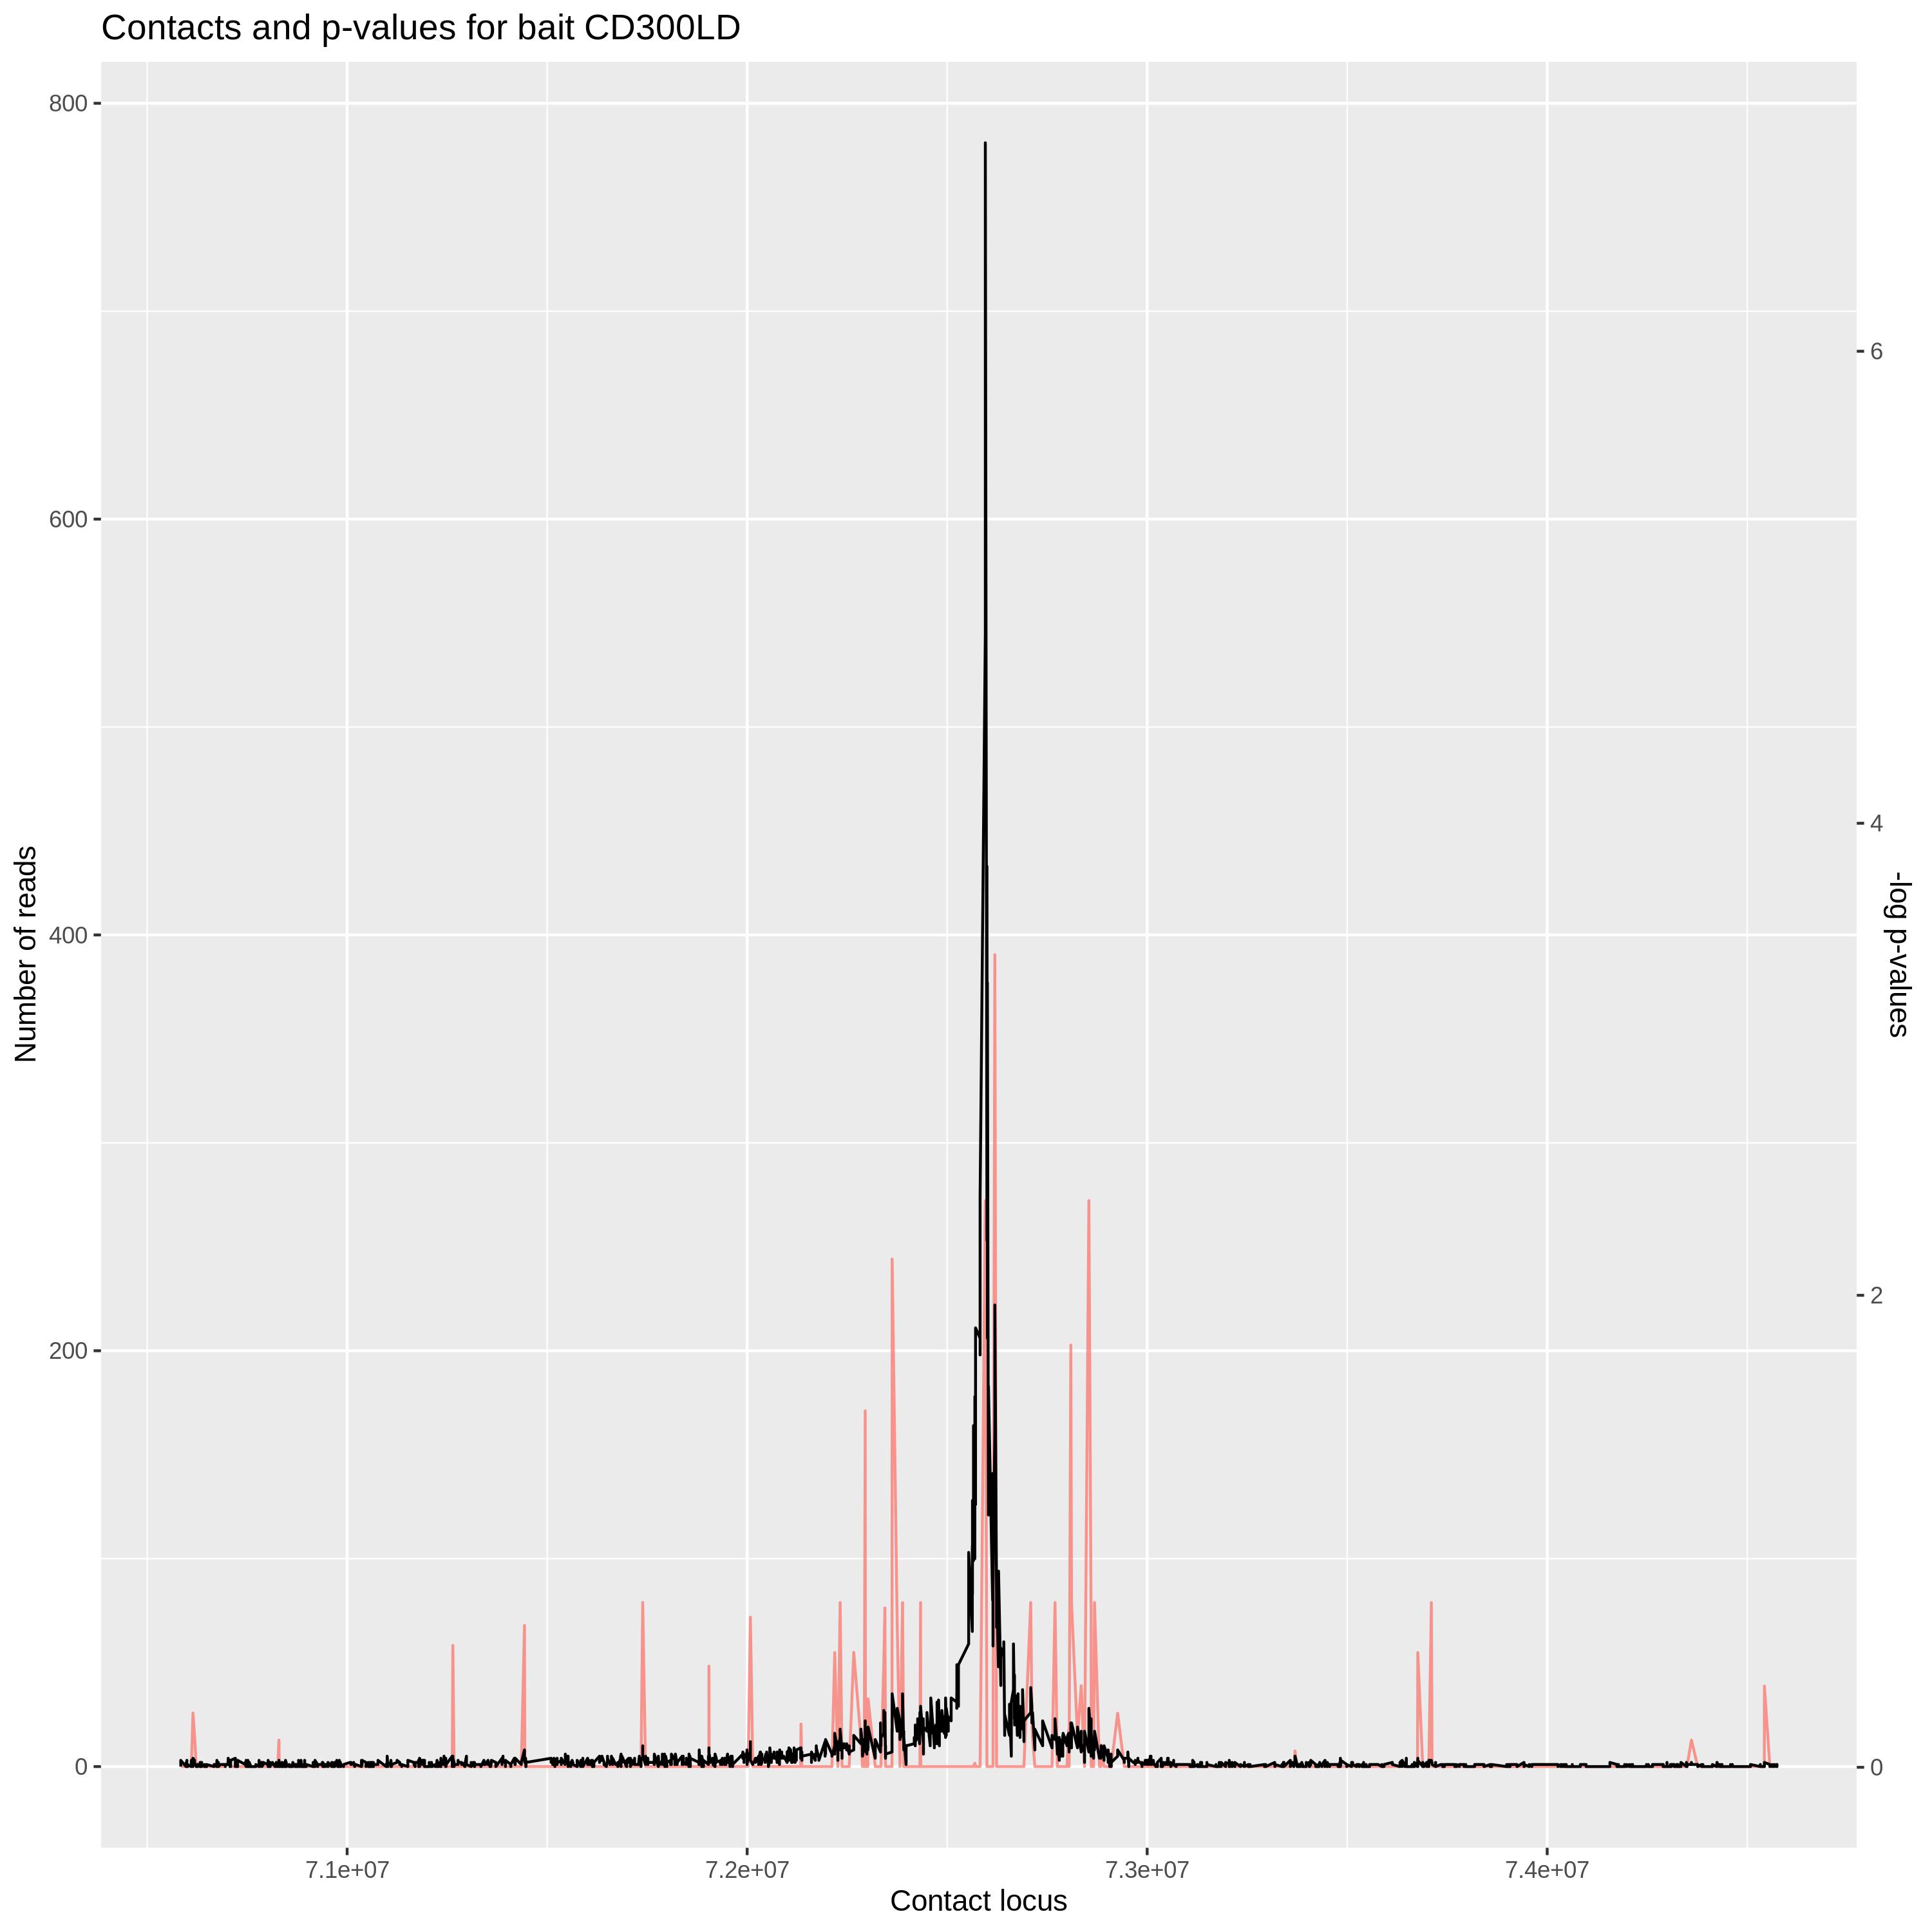 Contacts and p-values for bait CD300LD
800
600
400
200
0
Number of reads
6
4
2
0
-log p-values
7.1e+07
7.2e+07
7.3e+07
7.4e+07
Contact locus